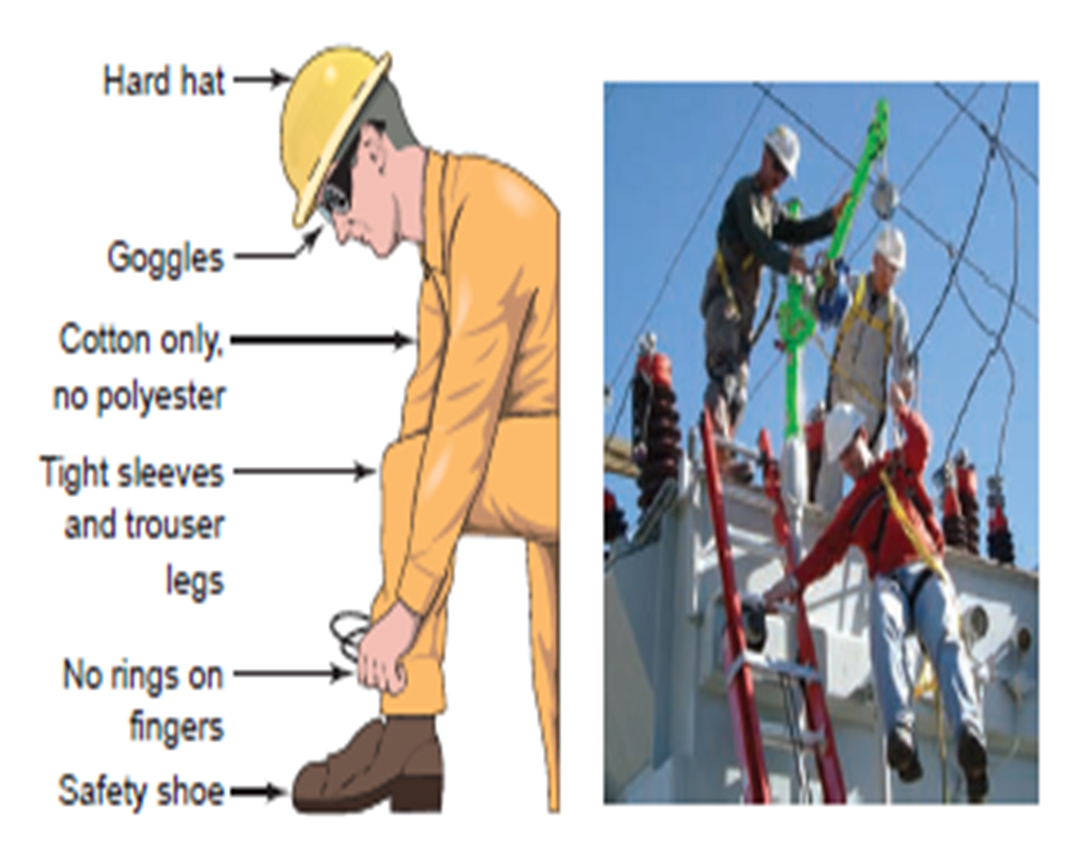 Hard hat
Goggles
Cotton only,
no polyester
Tight sleeves
and trouser
legs
No rings on
fingers
Safety shoe